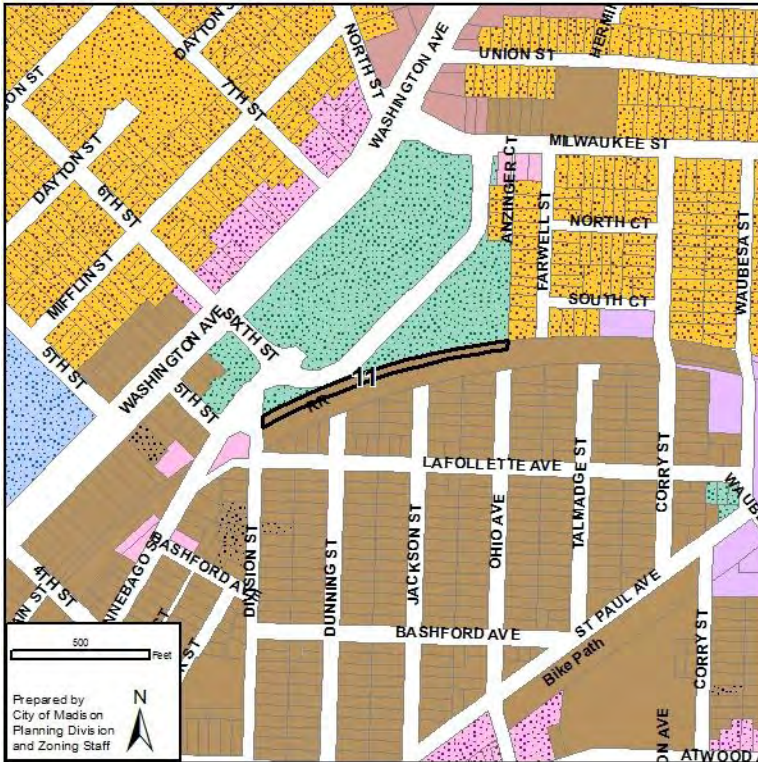 DAYTON ST
NORTH ST
WASHINGTON AVE
UNION ST
7TH ST
MILWAUKEE ST
DAYTON ST
6TH ST
ANZINGER CT
FARWELL ST
NORTH CT
WAUBESA ST
MIFFLIN ST
SOUTH CT
5TH ST
WASHINGTON AVE
SIXTH ST
5TH ST
11
RR
LAFOLLETTE AVE
DIVISION ST
DUNNING ST
JACKSON ST
OHIO AVE
TALMADGE ST
CORRY ST
BASHFORD AVE
4TH ST
BASHFORD AVE
ST PAUL AVE
Bike Path
CORRY ST
500
Feet
Prepared by
City of Madison
Planning Division
and Zoning Staff
N